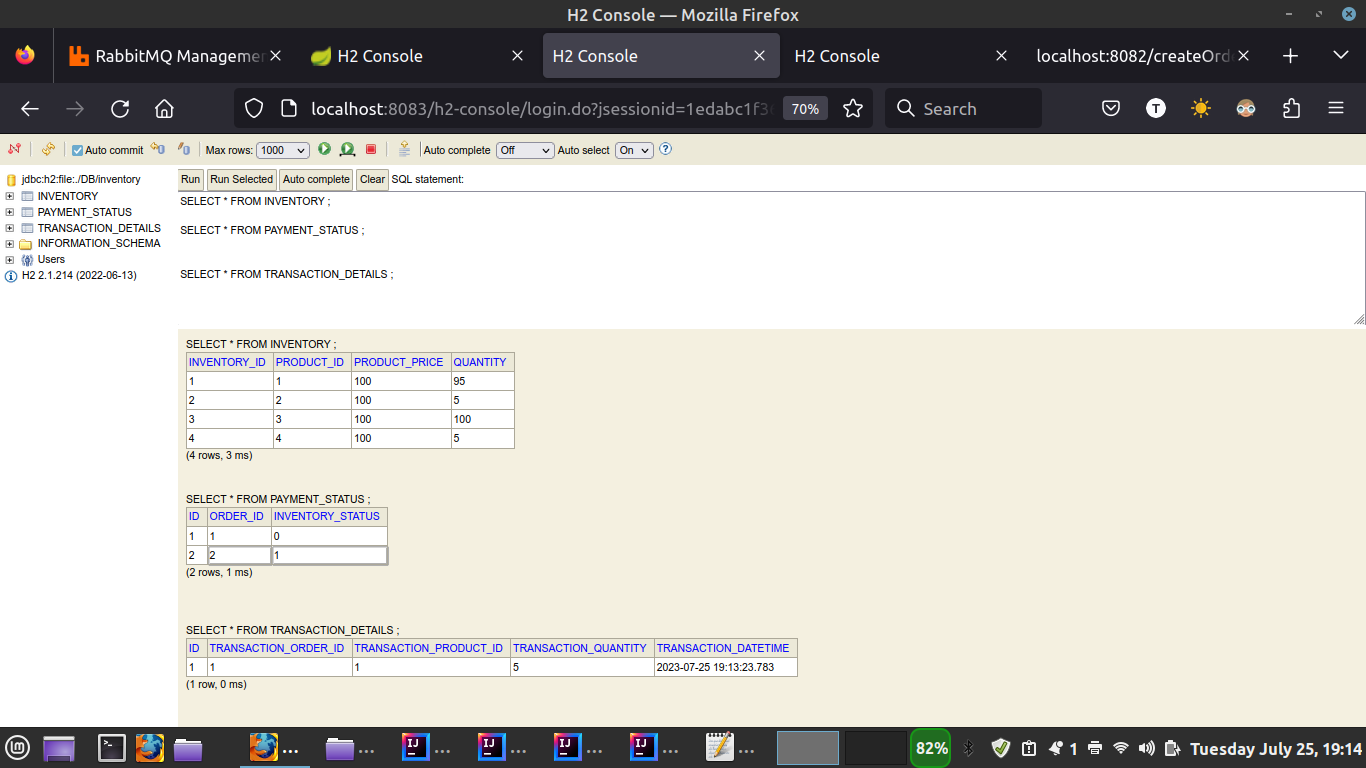 H2 Console — Mozilla Firefox
RabbitMQ Managemen
H2 Console
H2 Console
H2 Console
localhost:8082/createOrd
localhost:8083/h2-console/login.do?jsessionid=1edabc1f3
70%
Search
T
Auto commit
Max rows: 1000
Auto complete Off
Auto select On
?
jdbc:h2:file:./DB/inventory
INVENTORY
PAYMENT_STATUS
TRANSACTION_DETAILS
INFORMATION_SCHEMA
Users
H2 2.1.214 (2022-06-13)
Run Run Selected Auto complete Clear SQL statement:
SELECT * FROM INVENTORY ;
SELECT * FROM PAYMENT_STATUS ;
SELECT * FROM TRANSACTION_DETAILS ;
SELECT * FROM INVENTORY ;
INVENTORY_ID PRODUCT_ID PRODUCT_PRICE QUANTITY
1 1 100 95
2 2 100 5
3 3 100 100
4 4 100 5
(4 rows, 3 ms)
SELECT * FROM PAYMENT_STATUS ;
ID ORDER_ID INVENTORY_STATUS
1 1 0
2 2 1
(2 rows, 1 ms)
SELECT * FROM TRANSACTION_DETAILS ;
ID TRANSACTION_ORDER_ID TRANSACTION_PRODUCT_ID TRANSACTION_QUANTITY TRANSACTION_DATETIME
1 1 1 5 2023-07-25 19:13:23.783
(1 row, 0 ms)
...
...
IJ ...
IJ ...
IJ ...
IJ ...
...
82%
1
Tuesday July 25, 19:14